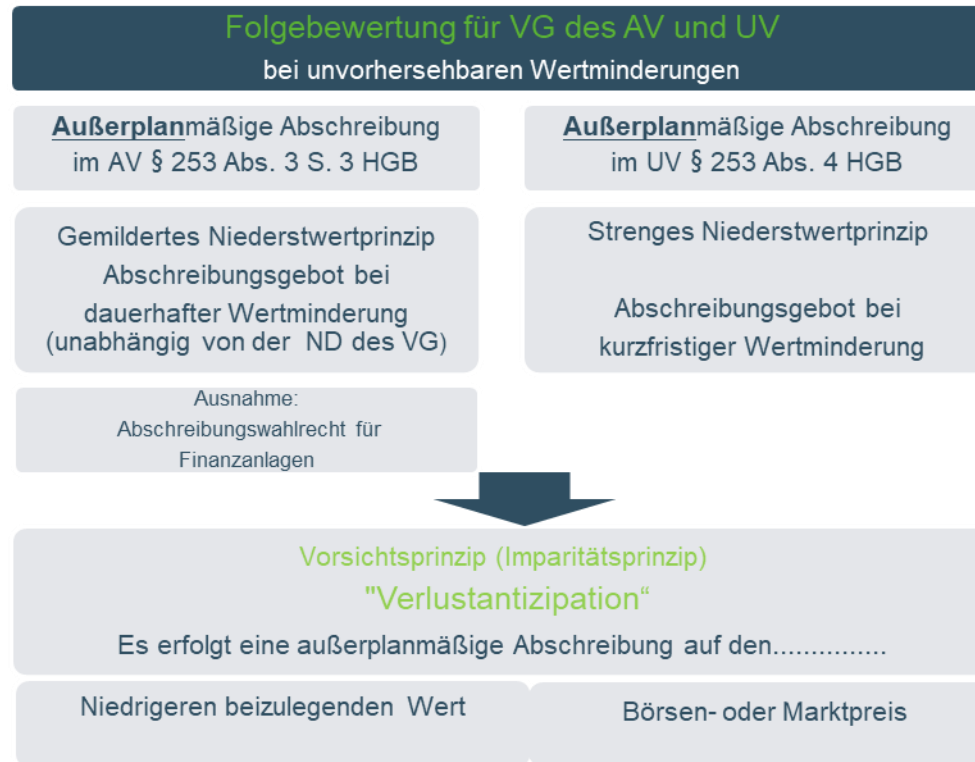 Folgebewertung für VG des AV und UV
bei unvorhersehbaren Wertminderungen
Außerplanmäßige Abschreibung
im AV § 253 Abs. 3 S. 3 HGB
Außerplanmäßige Abschreibung
im UV § 253 Abs. 4 HGB
Gemildertes Niederstwertprinzip
Abschreibungsgebot bei
dauerhafter Wertminderung
(unabhängig von der ND des VG)
Strenges Niederstwertprinzip
Abschreibungsgebot bei
kurzfristiger Wertminderung
Ausnahme:
Abschreibungswahlrecht für
Finanzanlagen
Vorsichtsprinzip (Imparitätsprinzip)
"Verlustantizipation“
Es erfolgt eine außerplanmäßige Abschreibung auf den...............
Niedrigeren beizulegenden Wert
Börsen- oder Marktpreis